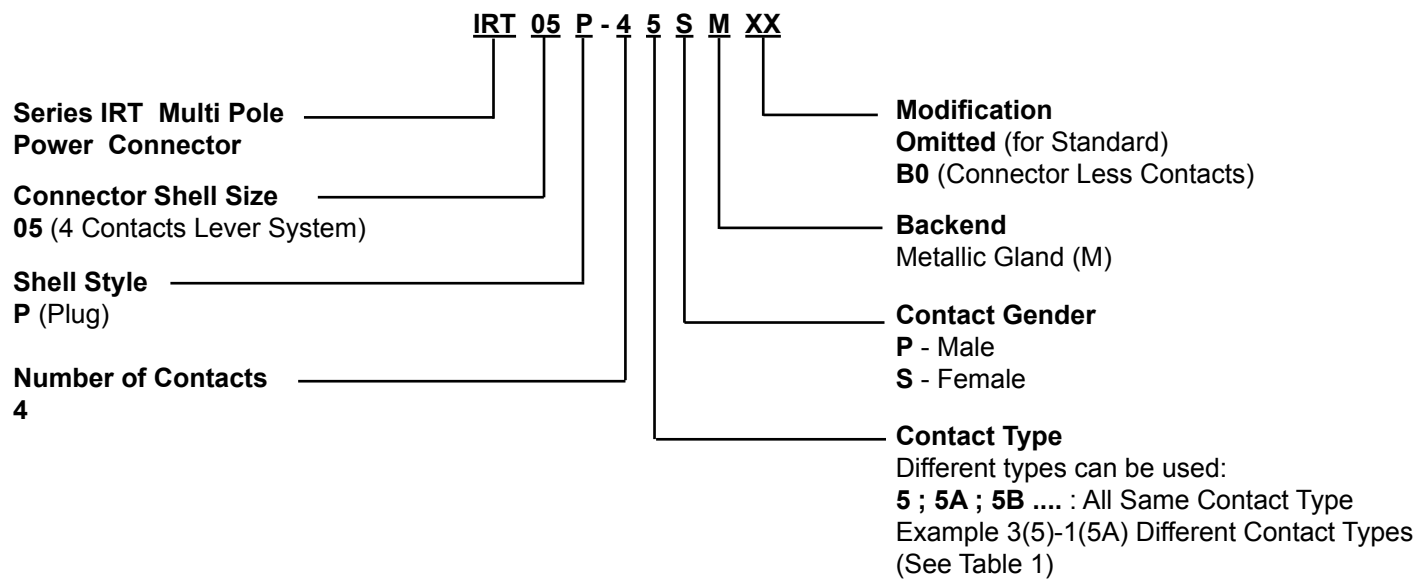 IRT 05 P - 4 5 S M XX
Series IRT Multi Pole
Power Connector
Connector Shell Size
05 (4 Contacts Lever System)
Shell Style
P (Plug)
Number of Contacts
4
Modification
Omitted (for Standard)
B0 (Connector Less Contacts)
Backend
Metallic Gland (M)
Contact Gender
P - Male
S - Female
Contact Type
Different types can be used:
5 ; 5A ; 5B .... : All Same Contact Type
Example 3(5)-1(5A) Different Contact Types
(See Table 1)